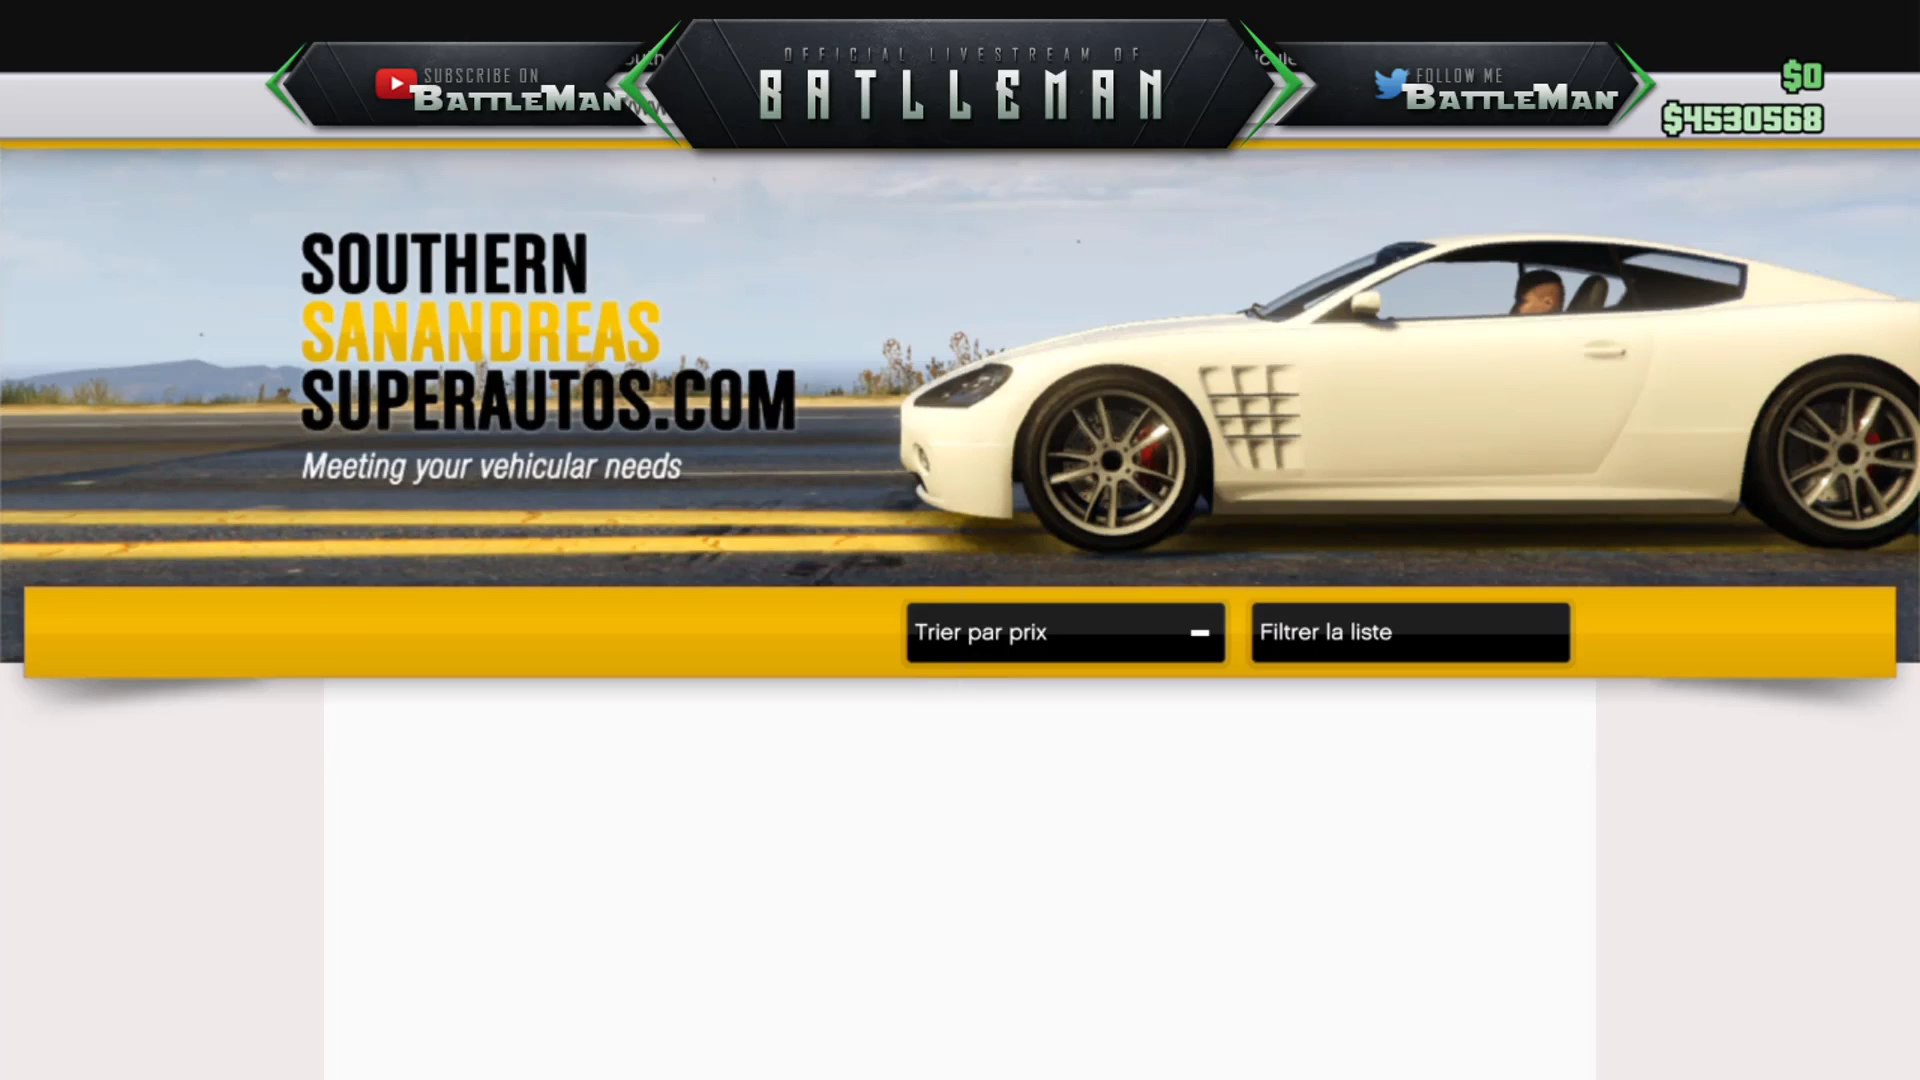 OFFICIAL LIVESTREAM OF
BATLLEMAN
SUBSCRIBE ON
BATTLEMAN
FOLLOW ME
BATTLEMAN
$0
$4530568
SOUTHERN
SANANDREAS
SUPERAUTOS.COM
Meeting your vehicular needs
Trier par prix
Filtrer la liste